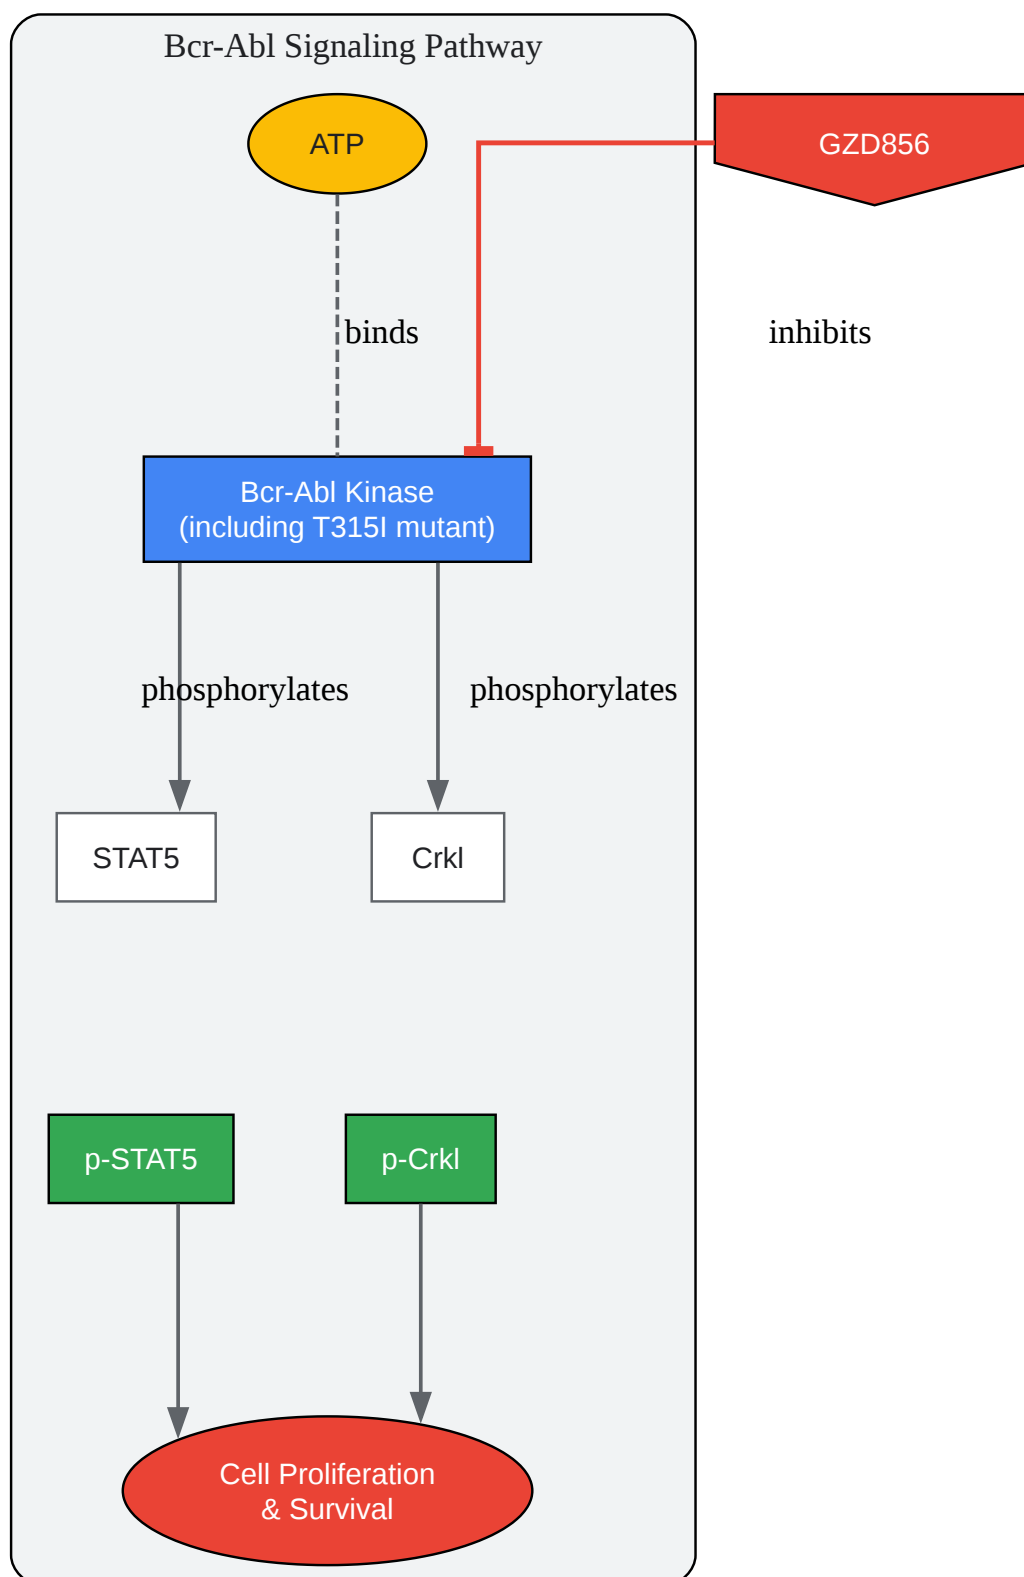 Bcr-Abl Signaling Pathway
ATP
GZD856
binds
inhibits
Bcr-Abl Kinase
(including T315I mutant)
phosphorylates
phosphorylates
STAT5
Crkl
p-STAT5
p-Crkl
Cell Proliferation
& Survival